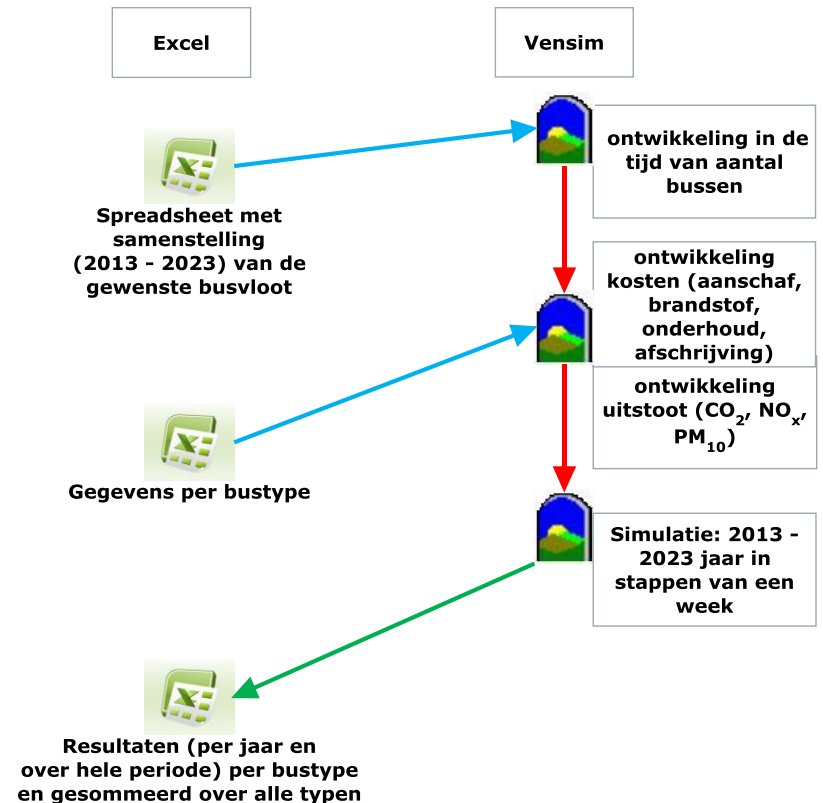 Excel
Vensim
ontwikkeling in de
tijd van aantal
bussen
Spreadsheet met
samenstelling
(2013 - 2023) van de
gewenste busvloot
ontwikkeling
kosten (aanschaf,
brandstof,
onderhoud,
afschrijving)
ontwikkeling
uitstoot (CO2, NOx,
PM10)
Gegevens per bustype
Simulatie: 2013 -
2023 jaar in
stappen van een
week
Resultaten (per jaar en
over hele periode) per bustype
en gesommeerd over alle typen